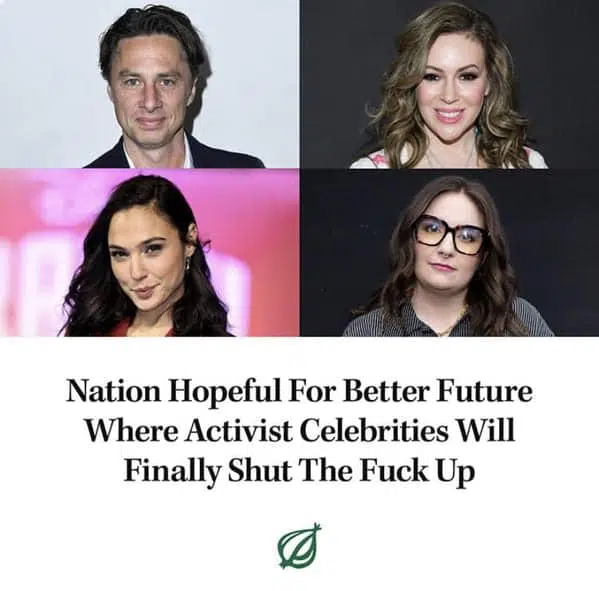 Nation Hopeful For Better Future
Where Activist Celebrities Will
Finally Shut The Fuck Up